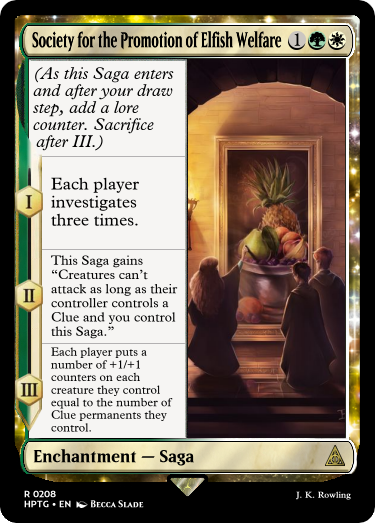 Society for the Promotion of Elfish Welfare 1
(As this Saga enters
and after your draw
step, add a lore
counter. Sacrifice
after III.)
I
Each player
investigates
three times.
II
This Saga gains
“Creatures can’t
attack as long as their
controller controls a
Clue and you control
this Saga.”
III
Each player puts a
number of +1/+1
counters on each
creature they control
equal to the number of
Clue permanents they
control.
Enchantment — Saga
R 0208
HPTG • EN Becca Slade
J. K. Rowling